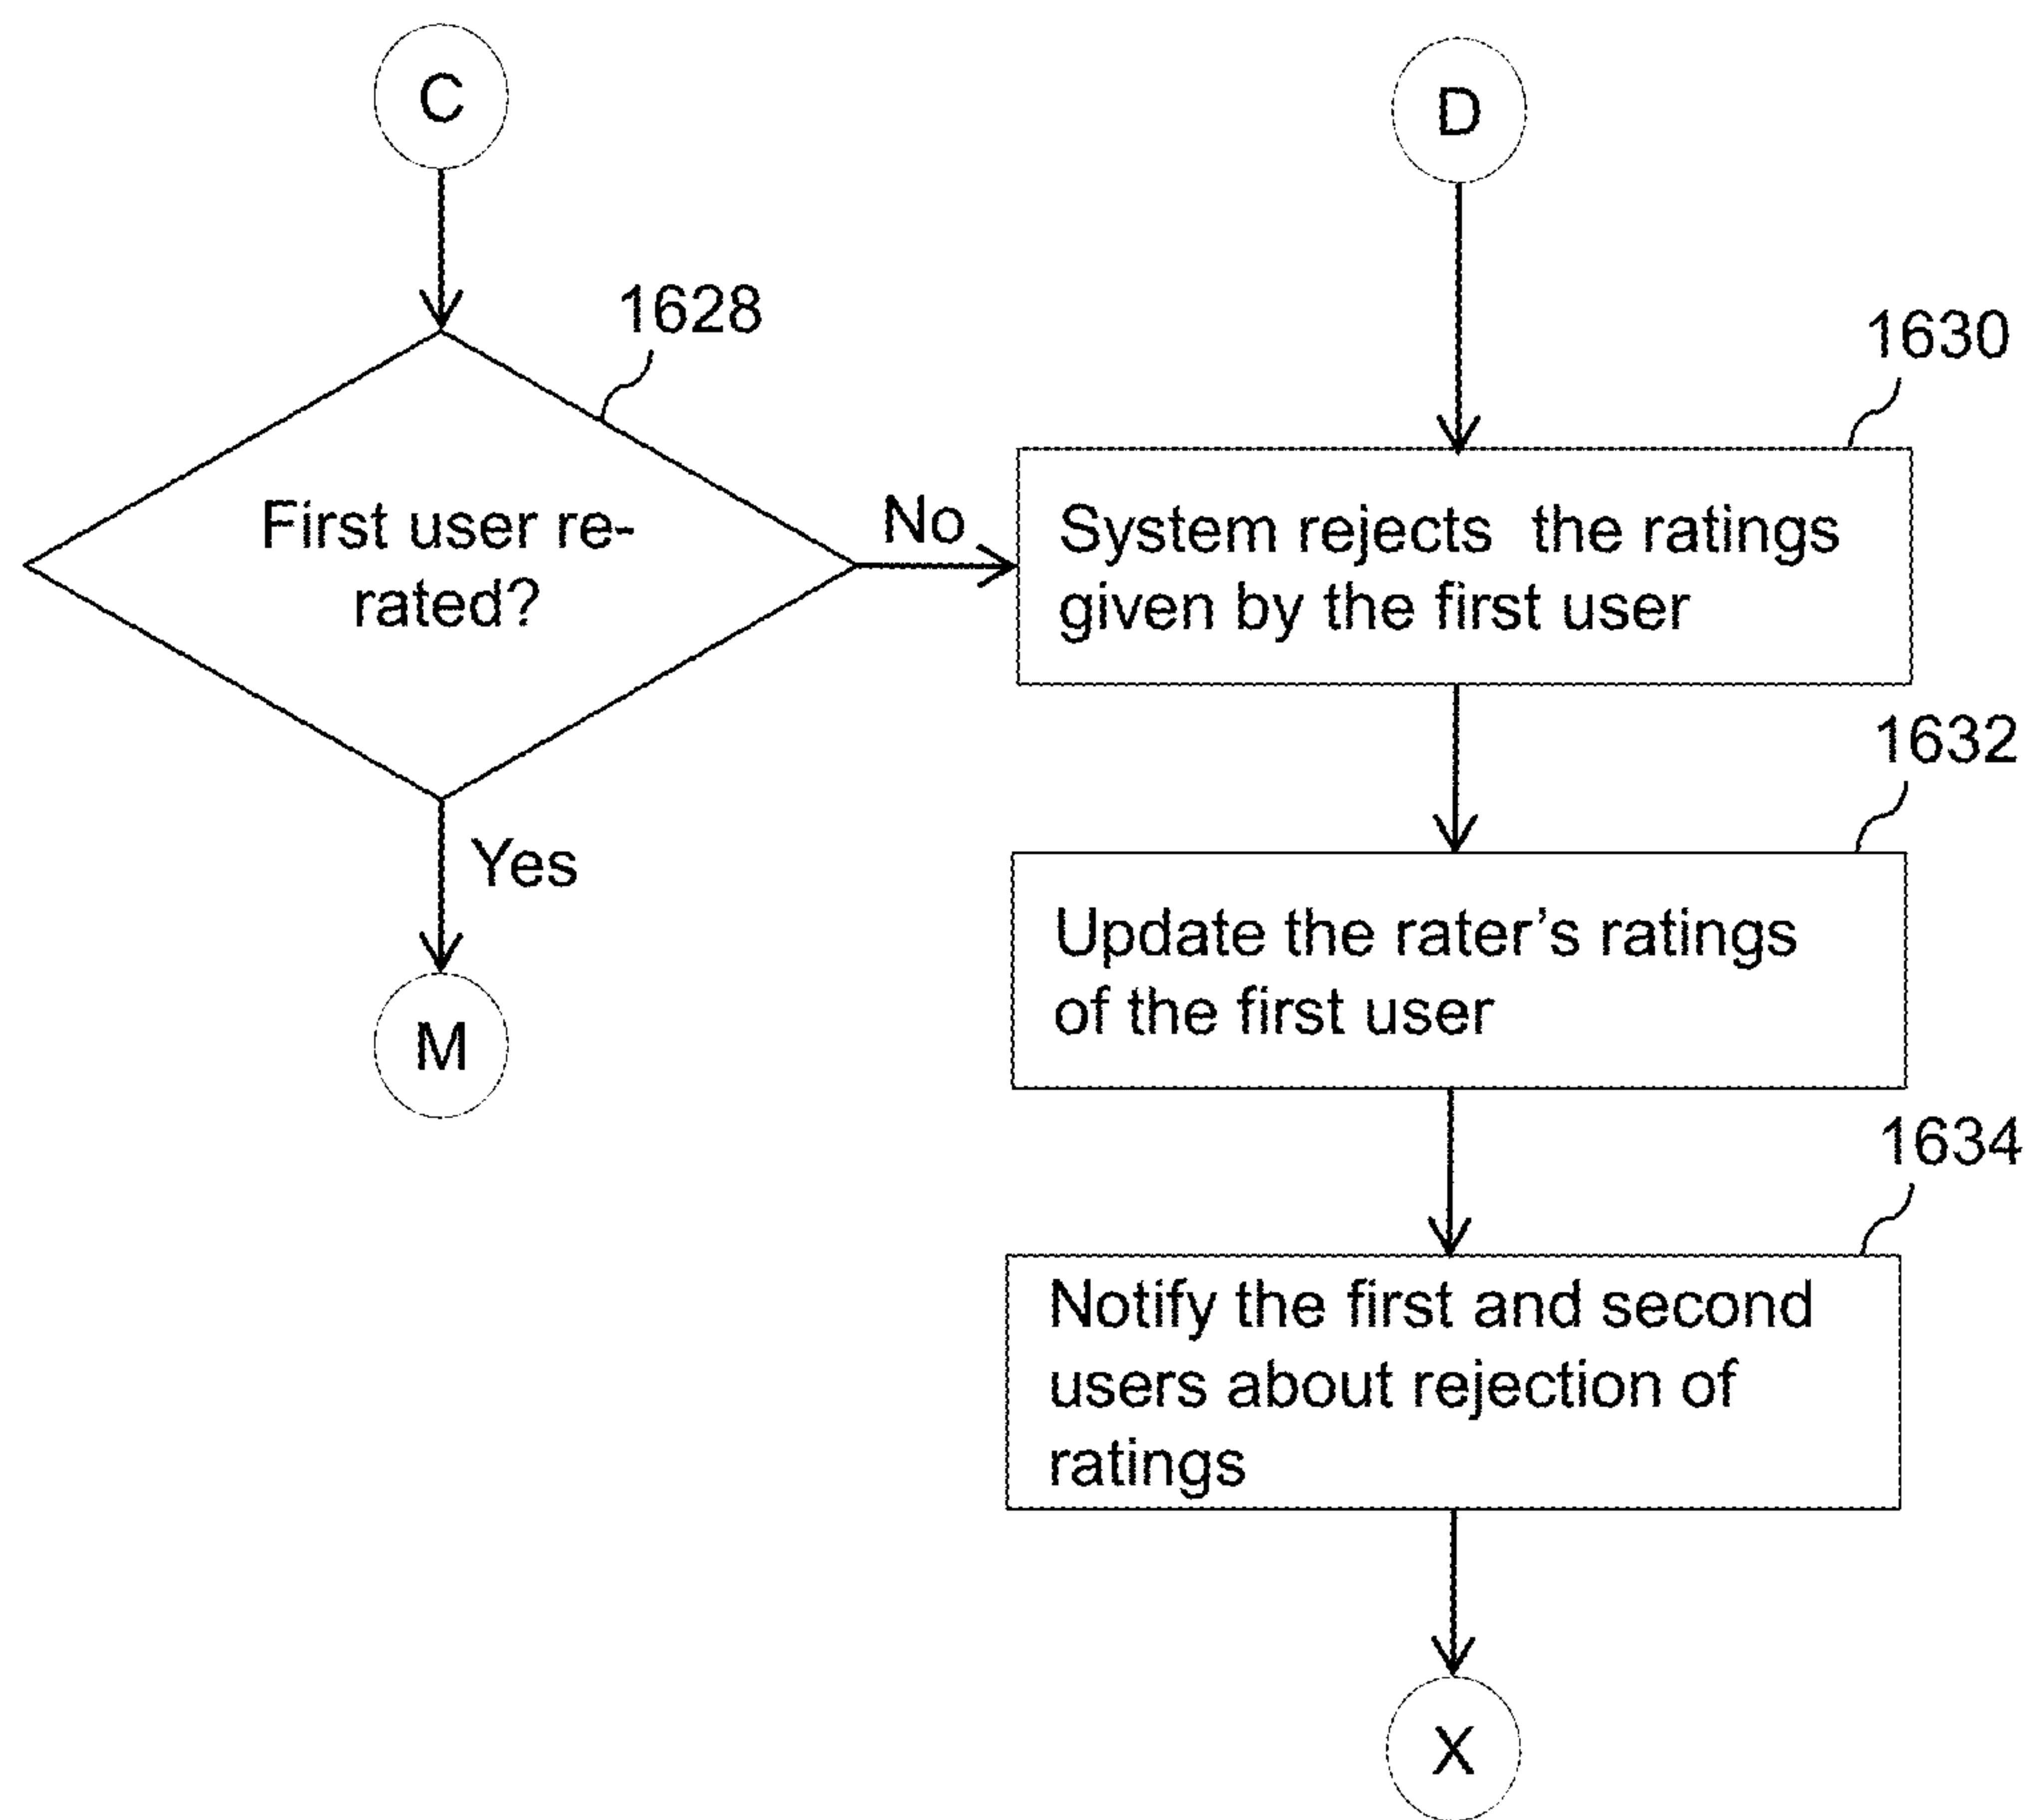 C
D
1628
1630
First user re-
rated?
No
System rejects the ratings
given by the first user
1632
Yes
Update the rater's ratings
of the first user
M
1634
Notify the first and second
users about rejection of
ratings
X